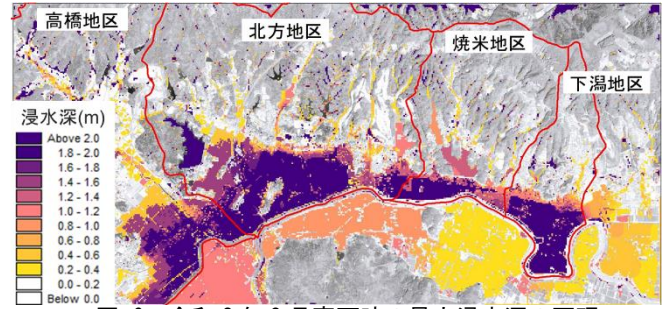 高橋地区
北方地区
焼米地区
下潟地区
浸水深(m)
Above 2.0
1.8 - 2.0
1.6 - 1.8
1.4 - 1.6
1.2 - 1.4
1.0 - 1.2
0.8 - 1.0
0.6 - 0.8
0.4 - 0.6
0.2 - 0.4
0.0 - 0.2
Below 0.0